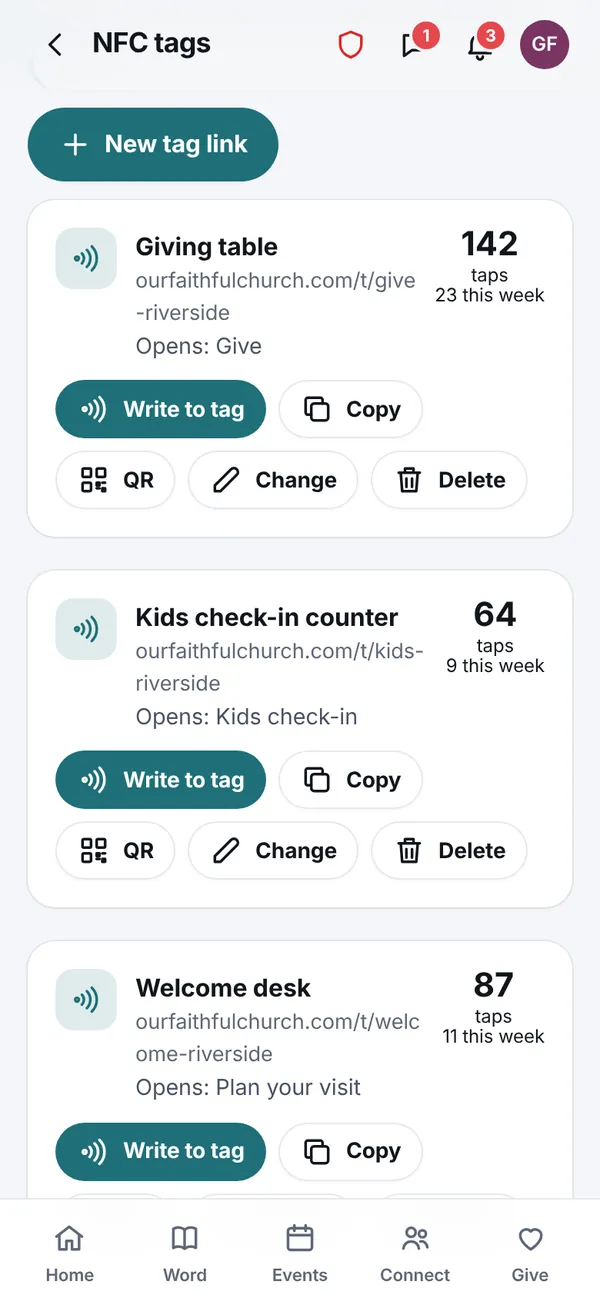 NFC tags
1
3
GF
New tag link
Giving table
142
ourfaithfulchurch.com/t/give
-riverside
taps
23 this week
Opens: Give
Write to tag
Copy
QR
Change
Delete
Kids check-in counter
64
ourfaithfulchurch.com/t/kids-
riverside
taps
9 this week
Opens: Kids check-in
Write to tag
Copy
QR
Change
Delete
Welcome desk
87
ourfaithfulchurch.com/t/welc
ome-riverside
taps
11 this week
Opens: Plan your visit
Write to tag
Copy
Home
Word
Events
Connect
Give